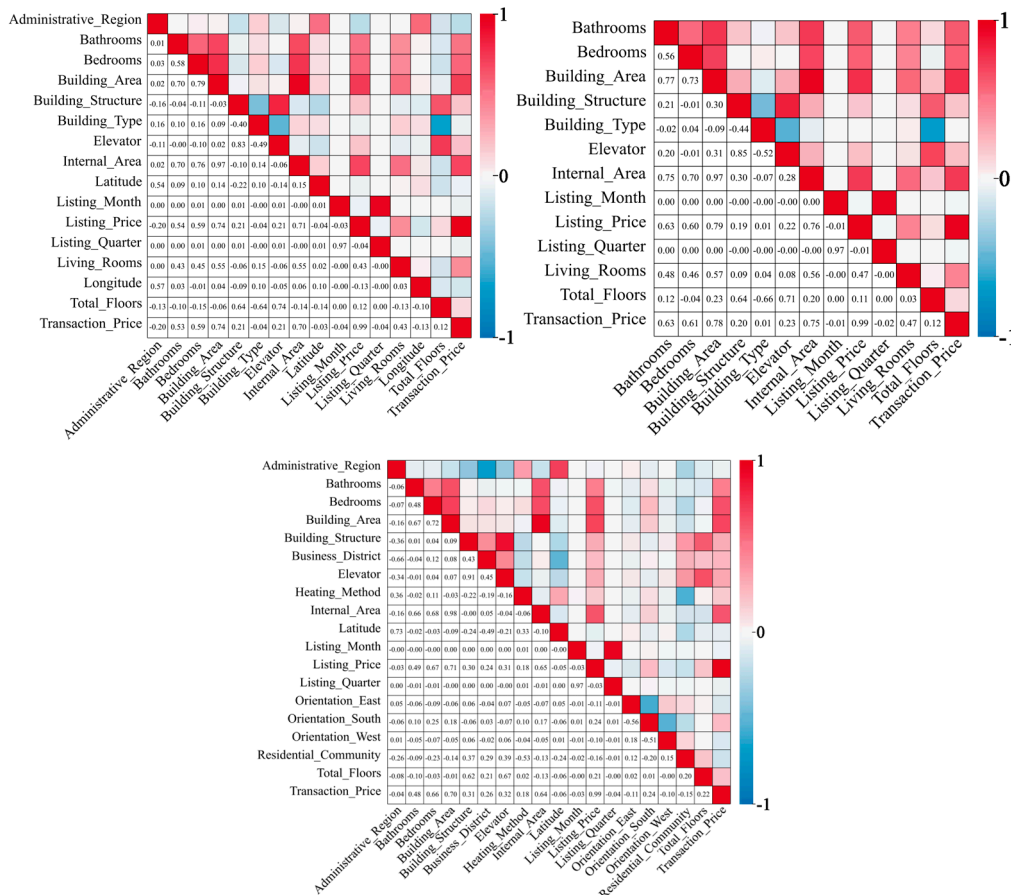 1
Administrative_Region
Bathrooms 0.01
Bedrooms 0.03 0.58
Building_Area 0.02 0.70 0.79
Building_Structure -0.16 -0.04 -0.11 -0.03
Building_Type 0.16 0.10 0.16 0.09 -0.40
Elevator -0.11 -0.00 -0.10 0.02 0.83 -0.49
Internal_Area 0.02 0.70 0.76 0.97 -0.10 0.14 -0.06
0
Latitude 0.54 0.09 0.10 0.14 -0.22 0.10 -0.14 0.15
Listing_Month 0.00 0.00 0.01 0.00 0.01 -0.00 0.01 -0.00 0.01
Listing_Price -0.20 0.54 0.59 0.74 0.21 -0.04 0.21 0.71 -0.04 -0.03
Listing_Quarter 0.00 0.00 0.01 0.00 0.01 -0.00 0.01 -0.00 -0.01 0.97 -0.04
Living_Rooms 0.00 0.43 0.45 0.55 -0.06 0.15 -0.06 0.55 0.02 -0.00 0.43 -0.00
Longitude 0.57 0.03 -0.01 0.04 -0.09 0.10 -0.05 0.06 0.10 -0.00 -0.13 -0.00 0.03
Total_Floors -0.13 -0.10 -0.15 -0.06 0.64 -0.64 0.74 -0.14 -0.14 0.00 0.12 0.00 -0.13 -0.10
Transaction_Price -0.20 0.53 0.59 0.74 0.21 -0.04 0.21 0.70 -0.03 -0.04 0.99 -0.04 0.43 -0.13 0.12
-1
Administrative_Region
Bathrooms
Bedrooms
Building_Area
Building_Structure
Building_Type
Elevator
Internal_Area
Latitude
Listing_Month
Listing_Price
Listing_Quarter
Living_Rooms
Longitude
Total_Floors
Transaction_Price
1
Bathrooms
Bedrooms 0.56
Building_Area 0.77 0.73
Building_Structure 0.21 -0.01 0.30
Building_Type -0.02 0.04 -0.09 -0.44
Elevator 0.20 -0.01 0.31 0.85 -0.52
0
Internal_Area 0.75 0.70 0.97 0.30 -0.07 0.28
Listing_Month 0.00 0.00 0.00 -0.00 0.00 -0.00 0.00
Listing_Price 0.63 0.60 0.79 0.19 0.01 0.22 0.76 -0.01
Listing_Quarter 0.00 0.00 0.00 -0.00 -0.00 -0.00 0.00 0.97 -0.01
Living_Rooms 0.48 0.46 0.57 0.09 0.04 0.08 0.56 -0.00 0.47 -0.00
Total_Floors 0.12 -0.04 0.23 0.64 -0.66 0.71 0.20 0.00 0.11 0.00 0.03
Transaction_Price 0.63 0.61 0.78 0.20 0.01 0.23 0.75 -0.01 0.99 -0.02 0.47 0.12
-1
Bathrooms
Bedrooms
Building_Area
Building_Structure
Building_Type
Elevator
Internal_Area
Listing_Month
Listing_Price
Listing_Quarter
Living_Rooms
Total_Floors
Transaction_Price
1
Administrative_Region
Bathrooms -0.06
Bedrooms -0.07 0.48
Building_Area -0.16 0.67 0.72
Building_Structure -0.36 0.01 0.04 0.09
Business_District -0.66 -0.04 0.12 0.08 0.43
Elevator -0.34 -0.01 0.04 0.07 0.91 0.45
Heating_Method 0.36 -0.02 0.11 -0.03 -0.22 -0.19 -0.16
Internal_Area -0.16 0.66 0.68 0.98 -0.00 0.05 -0.04 -0.06
0
Latitude 0.73 -0.02 -0.03 -0.09 -0.24 -0.49 -0.21 0.33 -0.10
Listing_Month -0.00 -0.00 -0.00 0.00 0.00 0.00 0.00 0.01 -0.00 -0.00
Listing_Price -0.03 0.49 0.67 0.71 0.30 0.24 0.31 0.18 0.65 -0.05 -0.03
Listing_Quarter 0.00 -0.01 -0.00 0.00 0.00 -0.00 0.00 0.01 -0.01 0.00 0.97 -0.03
Orientation_East 0.05 -0.06 -0.09 -0.06 0.06 -0.04 0.07 -0.05 -0.07 0.05 -0.01 -0.11 -0.01
Orientation_South -0.06 0.10 0.25 0.18 -0.06 0.03 -0.07 0.10 0.17 -0.06 0.01 0.24 0.01 -0.56
Orientation_West 0.01 -0.05 -0.07 -0.05 0.06 -0.02 0.06 -0.04 -0.05 0.01 -0.01 -0.10 -0.01 0.18 -0.51
Residential_Community -0.26 -0.09 -0.23 -0.14 0.37 0.29 0.39 -0.53 -0.13 -0.24 -0.02 -0.16 -0.01 0.12 -0.20 0.15
Total_Floors -0.08 -0.10 -0.03 -0.01 0.62 0.21 0.67 0.02 -0.13 -0.06 -0.00 0.21 -0.00 0.02 0.01 -0.00 0.20
Transaction_Price -0.04 0.48 0.66 0.70 0.31 0.26 0.32 0.18 0.64 -0.06 -0.03 0.99 -0.04 -0.11 0.24 -0.10 -0.15 0.22
-1
Administrative_Region
Bathrooms
Bedrooms
Building_Area
Building_Structure
Business_District
Elevator
Heating_Method
Internal_Area
Latitude
Listing_Month
Listing_Price
Listing_Quarter
Orientation_East
Orientation_South
Orientation_West
Residential_Community
Total_Floors
Transaction_Price